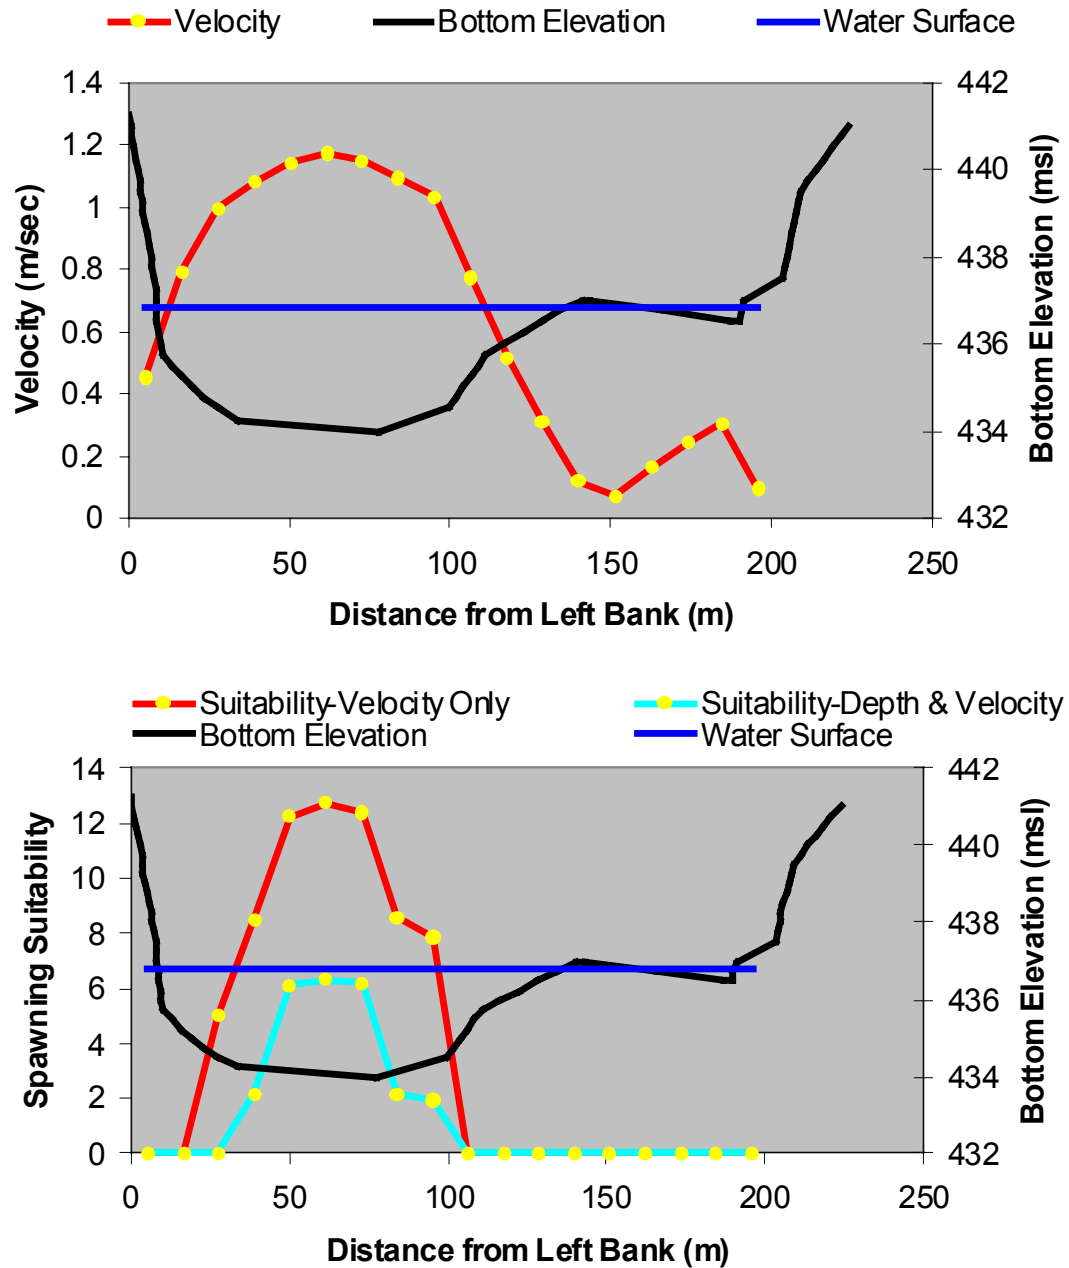 Velocity Bottom Elevation Water Surface
1.4 442
1.2 440
1
0.8 438
0.6 436
0.4
434
0.2
0 432
0 50 100 150 200 250
Velocity (m/sec)
Bottom Elevation (msl)
Distance from Left Bank (m)
Suitability-Velocity Only Suitability-Depth & Velocity
Bottom Elevation Water Surface
14 442
12
440
10
8 438
6 436
4
434
2
0 432
0 50 100 150 200 250
Spawning Suitability
Bottom Elevation (msl)
Distance from Left Bank (m)